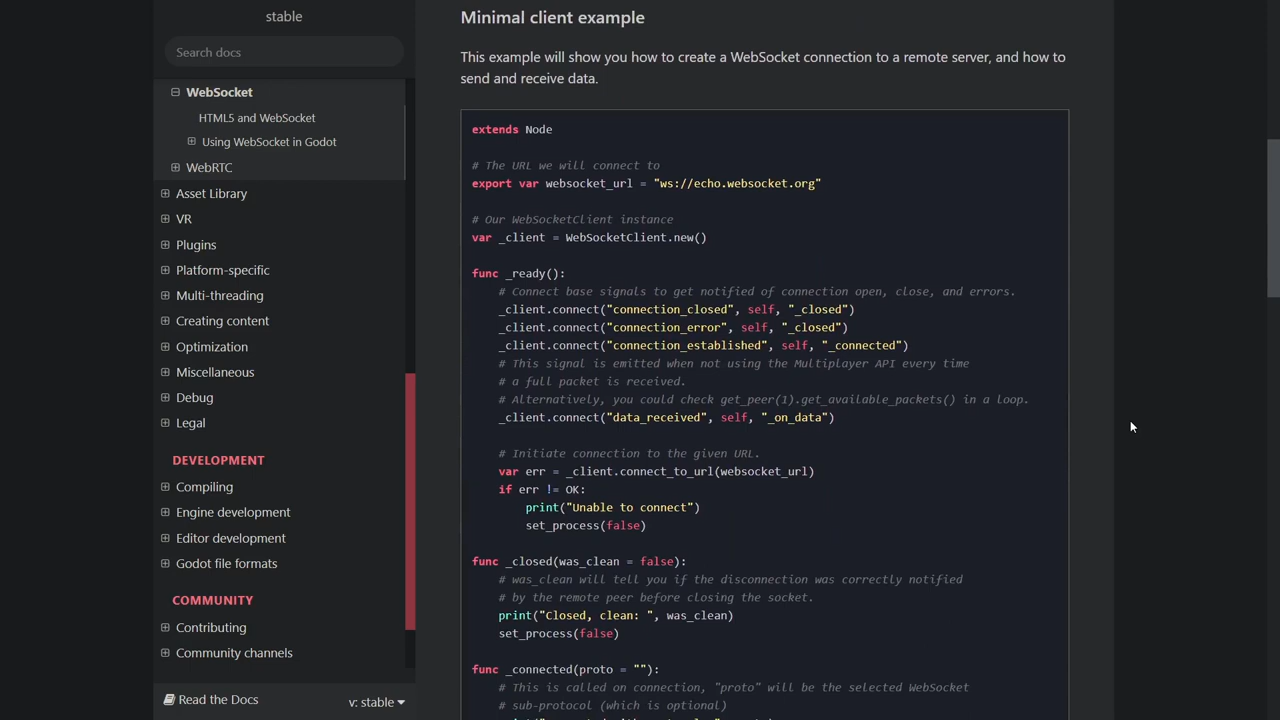 stable
Search docs
WebSocket
HTML5 and WebSocket
Using WebSocket in Godot
WebRTC
Asset Library
VR
Plugins
Platform-specific
Multi-threading
Creating content
Optimization
Miscellaneous
Debug
Legal
DEVELOPMENT
Compiling
Engine development
Editor development
Godot file formats
COMMUNITY
Contributing
Community channels
Read the Docs
v: stable
Minimal client example
This example will show you how to create a WebSocket connection to a remote server, and how to
send and receive data.
extends Node
# The URL we will connect to
export var websocket_url = "ws://echo.websocket.org"
# Our WebSocketClient instance
var _client = WebSocketClient.new()
func _ready():
# Connect base signals to get notified of connection open, close, and errors.
_client.connect("connection_closed", self, "_closed")
_client.connect("connection_error", self, "_closed")
_client.connect("connection_established", self, "_connected")
# This signal is emitted when not using the Multiplayer API every time
# a full packet is received.
# Alternatively, you could check get_peer(1).get_available_packets() in a loop.
_client.connect("data_received", self, "_on_data")
# Initiate connection to the given URL.
var err = _client.connect_to_url(websocket_url)
if err != OK:
print("Unable to connect")
set_process(false)
func _closed(was_clean = false):
# was_clean will tell you if the disconnection was correctly notified
# by the remote peer before closing the socket.
print("Closed, clean: ", was_clean)
set_process(false)
func _connected(proto = ""):
# This is called on connection, "proto" will be the selected WebSocket
# sub-protocol (which is optional)